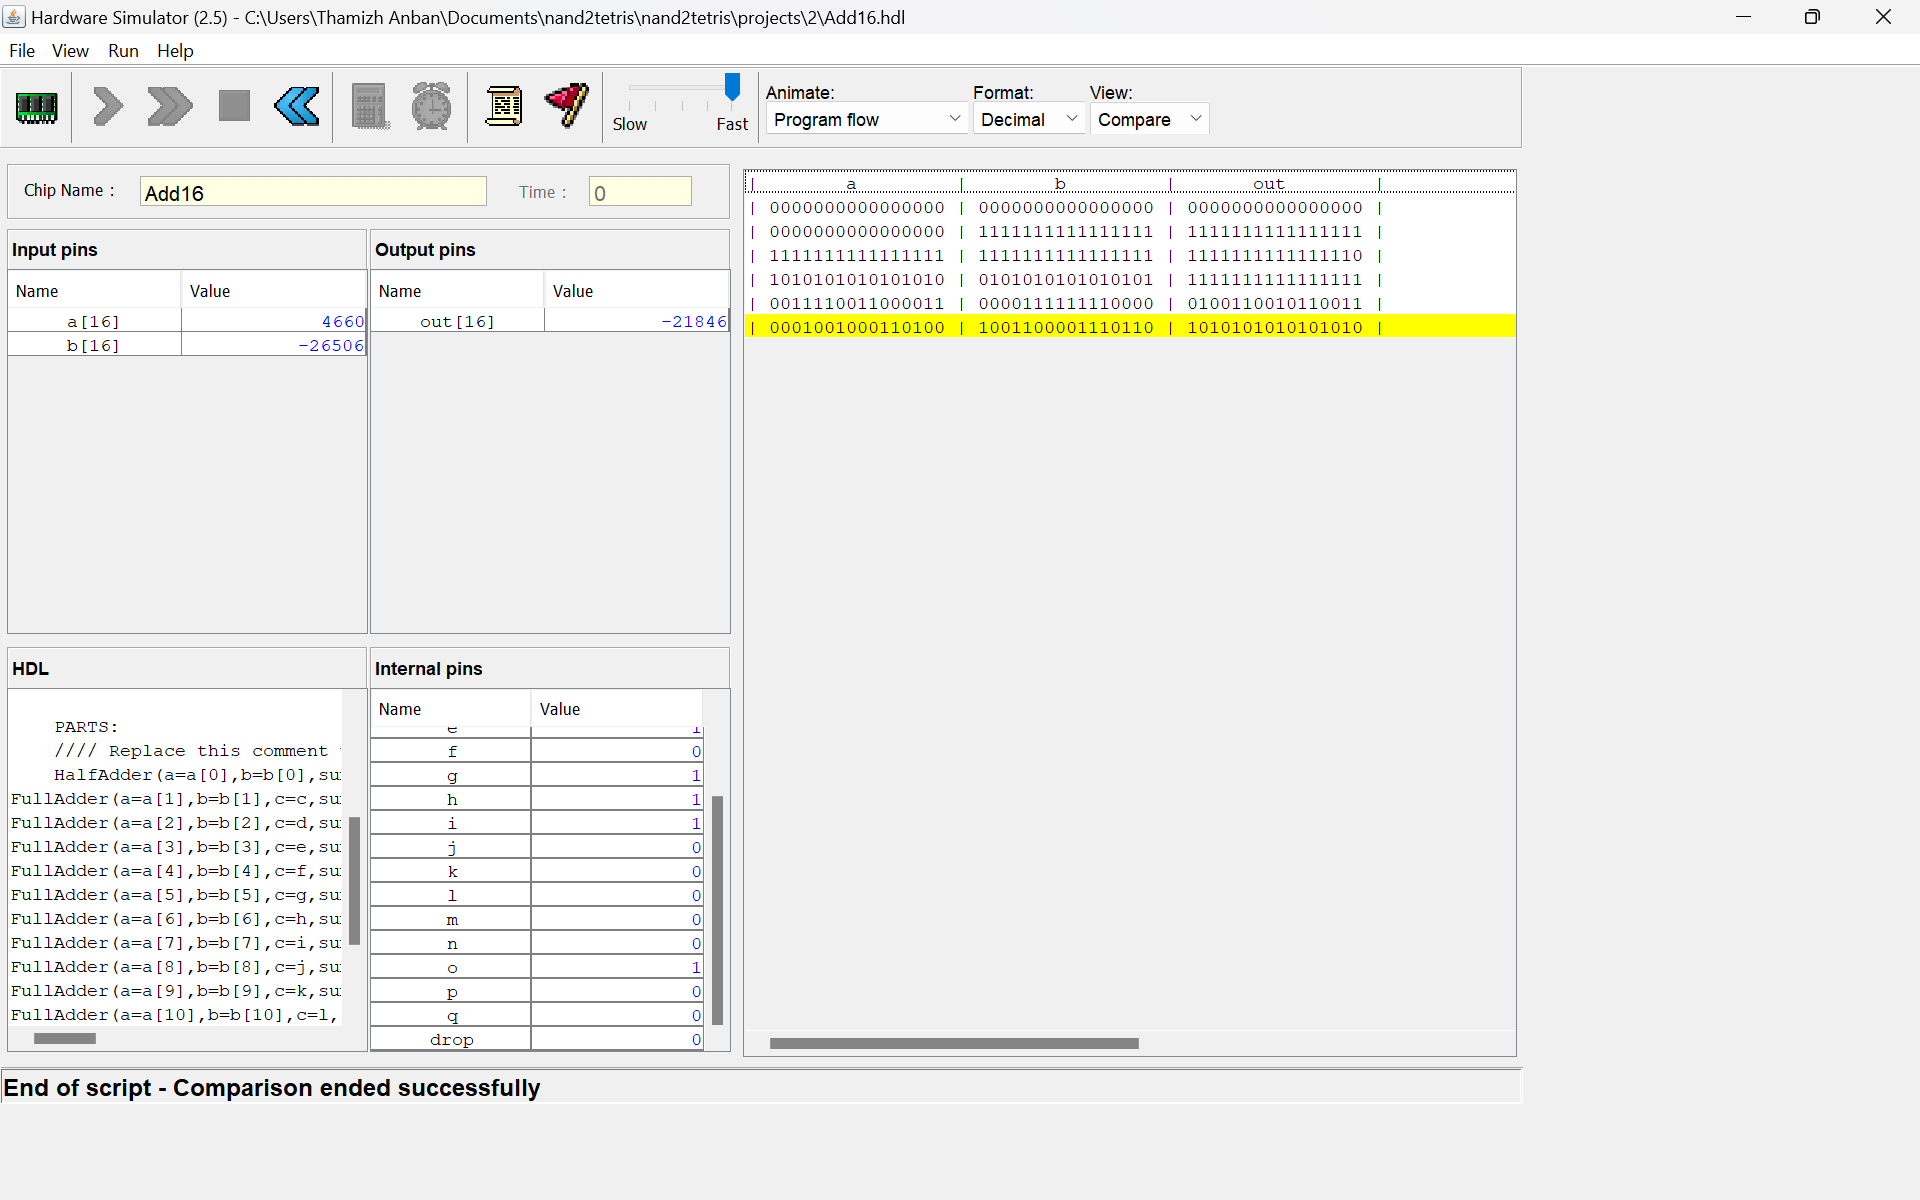 Hardware Simulator (2.5) - C:\Users\Thamizh Anban\Documents\nand2tetris\nand2tetris\projects\2\Add16.hdl
File View Run Help
Slow Fast
Animate: Format: View:
Program flow Decimal Compare
Chip Name : Add16 Time : 0
Input pins
Name Value
a[16] 4660
b[16] -26506
Output pins
Name Value
out[16] -21846
HDL
PARTS:
//// Replace this comment
HalfAdder(a=a[0],b=b[0],su
FullAdder(a=a[1],b=b[1],c=c,su
FullAdder(a=a[2],b=b[2],c=d,su
FullAdder(a=a[3],b=b[3],c=e,su
FullAdder(a=a[4],b=b[4],c=f,su
FullAdder(a=a[5],b=b[5],c=g,su
FullAdder(a=a[6],b=b[6],c=h,su
FullAdder(a=a[7],b=b[7],c=i,su
FullAdder(a=a[8],b=b[8],c=j,su
FullAdder(a=a[9],b=b[9],c=k,su
FullAdder(a=a[10],b=b[10],c=l,
Internal pins
Name Value
e 1
f 0
g 1
h 1
i 1
j 0
k 0
l 0
m 0
n 0
o 1
p 0
q 0
drop 0
| a | b | out |
| 0000000000000000 | 0000000000000000 | 0000000000000000 |
| 0000000000000000 | 1111111111111111 | 1111111111111111 |
| 1111111111111111 | 1111111111111111 | 1111111111111110 |
| 1010101010101010 | 0101010101010101 | 1111111111111111 |
| 0011110011000011 | 0000111111110000 | 0100110010110011 |
| 0001001000110100 | 1001100001110110 | 1010101010101010 |
End of script - Comparison ended successfully